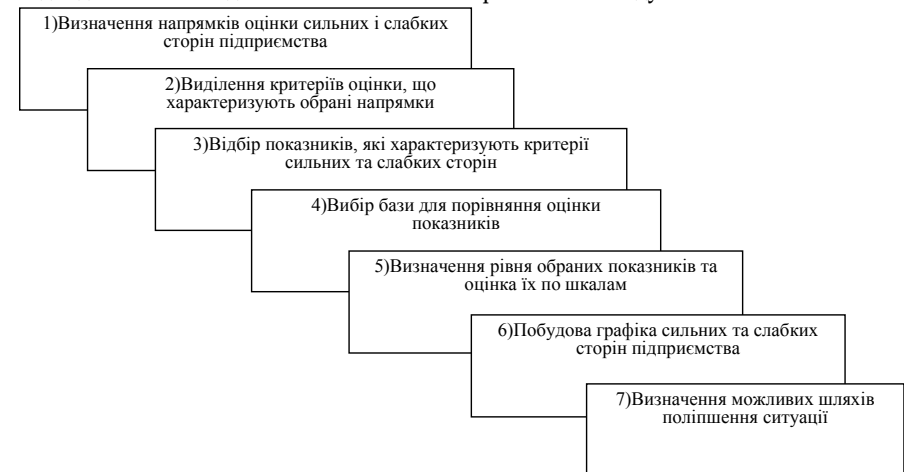 1)Визначення напрямків оцінки сильних і слабких
сторін підприємства
2)Виділення критеріїв оцінки, що
характеризують обрані напрямки
3)Відбір показників, які характеризують критерії
сильних та слабких сторін
4)Вибір бази для порівняння оцінки
показників
5)Визначення рівня обраних показників та
оцінка їх по шкалам
6)Побудова графіка сильних та слабких
сторін підприємства
7)Визначення можливих шляхів
поліпшення ситуації